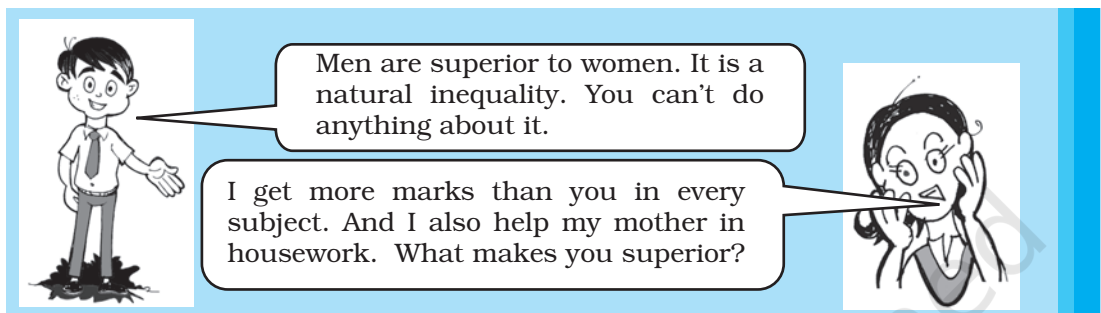 Men are superior to women. It is a
natural inequality. You can’t do
anything about it.
I get more marks than you in every
subject. And I also help my mother in
housework. What makes you superior?